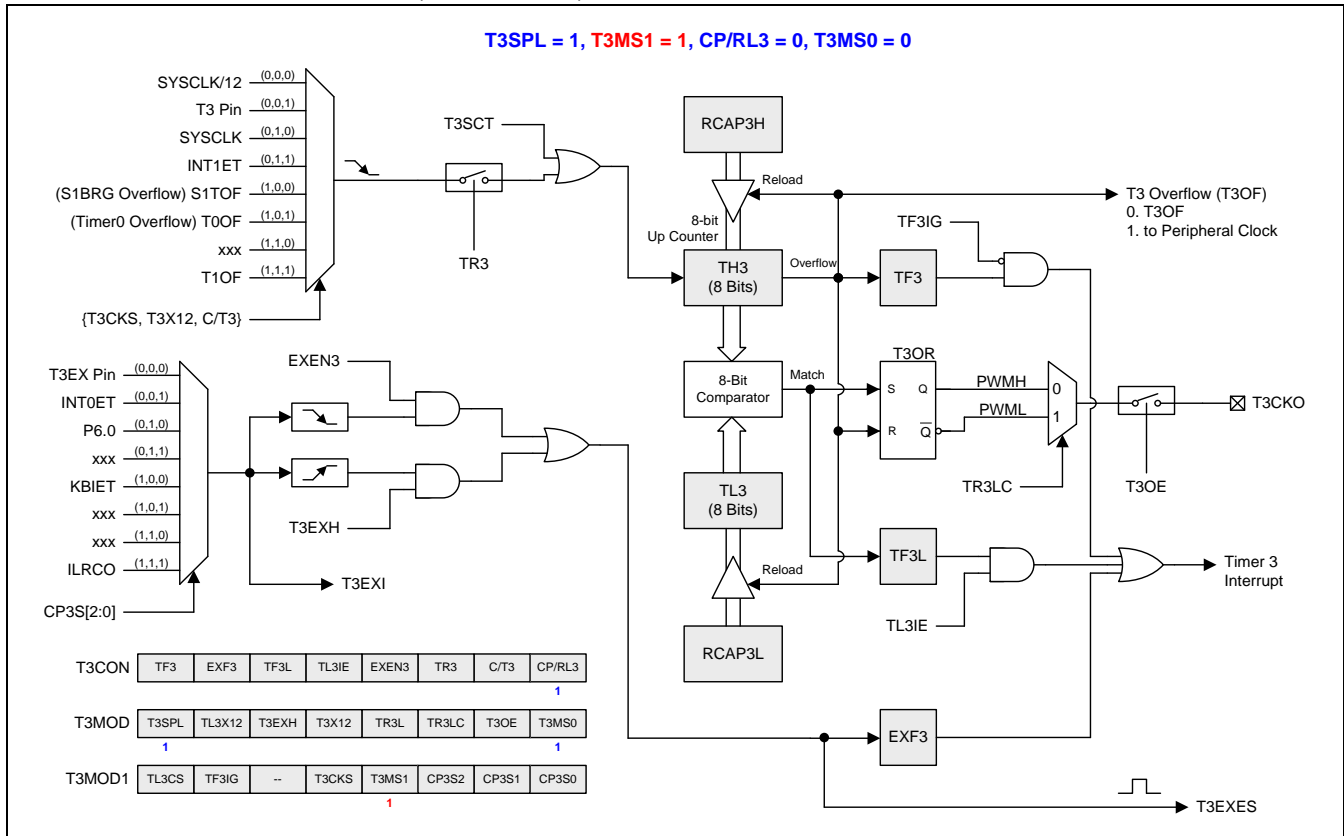 T3SPL = 1, T3MS1 = 1, CP/RL3 = 0, T3MS0 = 0
SYSCLK/12 (0,0,0)
T3 Pin (0,0,1)
SYSCLK (0,1,0)
INT1ET (0,1,1)
(S1BRG Overflow) S1TOF (1,0,0)
(Timer0 Overflow) T0OF (1,0,1)
xxx (1,1,0)
T1OF (1,1,1)
{T3CKS, T3X12, C/T3}
T3SCT
TR3
RCAP3H
Reload
8-bit
Up Counter
TH3
(8 Bits)
Overflow
T3 Overflow (T3OF)
0. T3OF
1. to Peripheral Clock
TF3IG
TF3
T3EX Pin (0,0,0)
INT0ET (0,0,1)
P6.0 (0,1,0)
xxx (0,1,1)
KBIET (1,0,0)
xxx (1,0,1)
xxx (1,1,0)
ILRCO (1,1,1)
CP3S[2:0]
EXEN3
T3EXH
T3EXI
8-Bit
Comparator
Match
T3OR
S Q
R Q
PWMH
PWML
0
1
TR3LC
T3OE
T3CKO
TL3
(8 Bits)
Reload
RCAP3L
TF3L
TL3IE
Timer 3
Interrupt
EXF3
T3EXES
T3CON TF3 EXF3 TF3L TL3IE EXEN3 TR3 C/T3 CP/RL3
1
T3MOD T3SPL TL3X12 T3EXH T3X12 TR3L TR3LC T3OE T3MS0
1 1
T3MOD1 TL3CS TF3IG -- T3CKS T3MS1 CP3S2 CP3S1 CP3S0
1